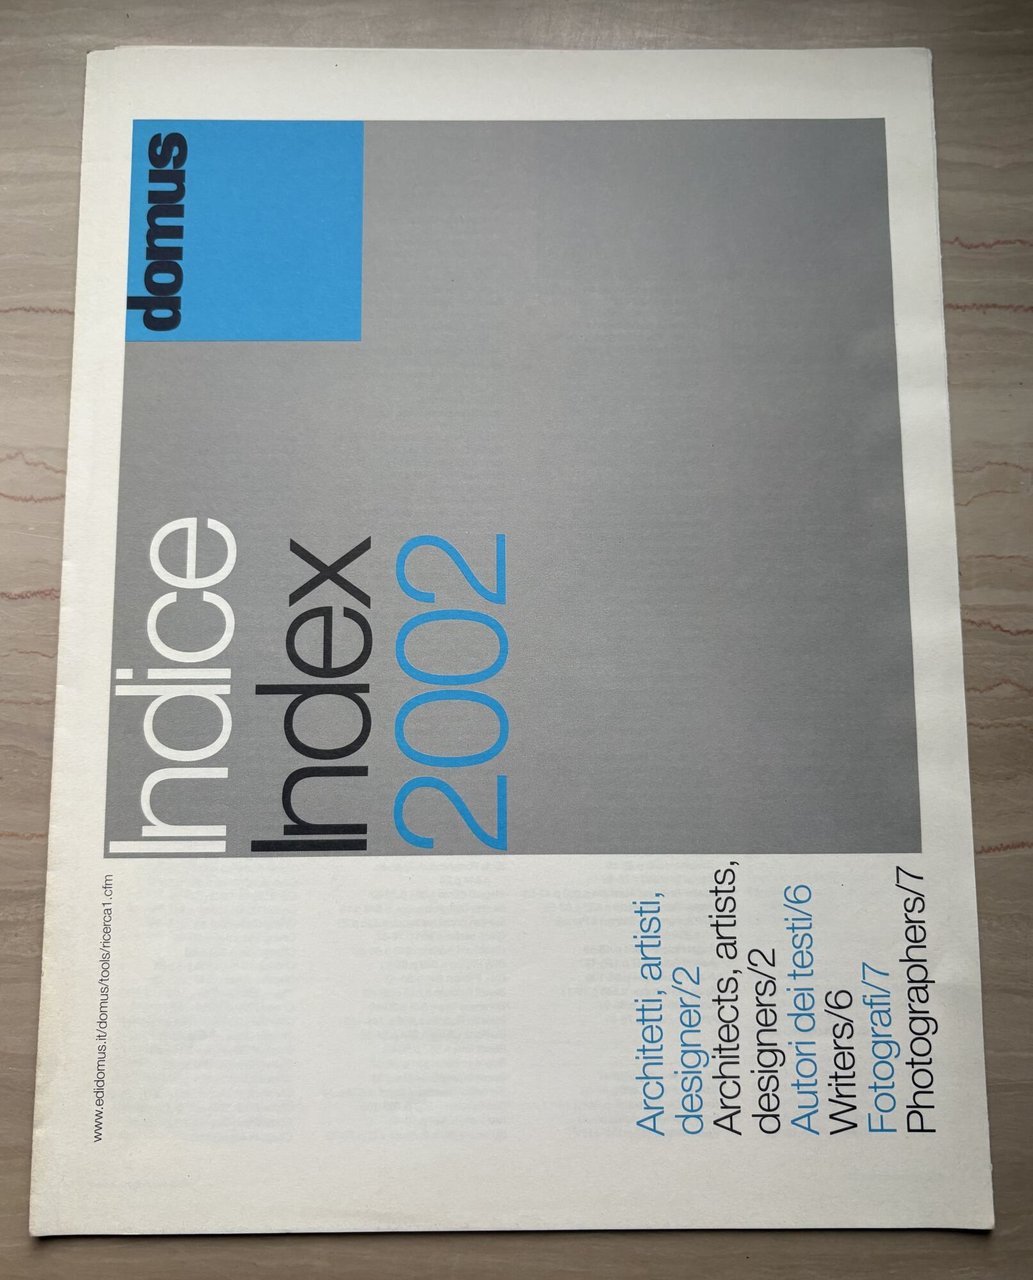 www.edidomus.it/domus/tools/ricerca1.cfm
Indice
Index
2002
domus
Architetti, artisti,
designer/2
Architects, artists,
designers/2
Autori dei testi/6
Writers/6
Fotografi/7
Photographers/7